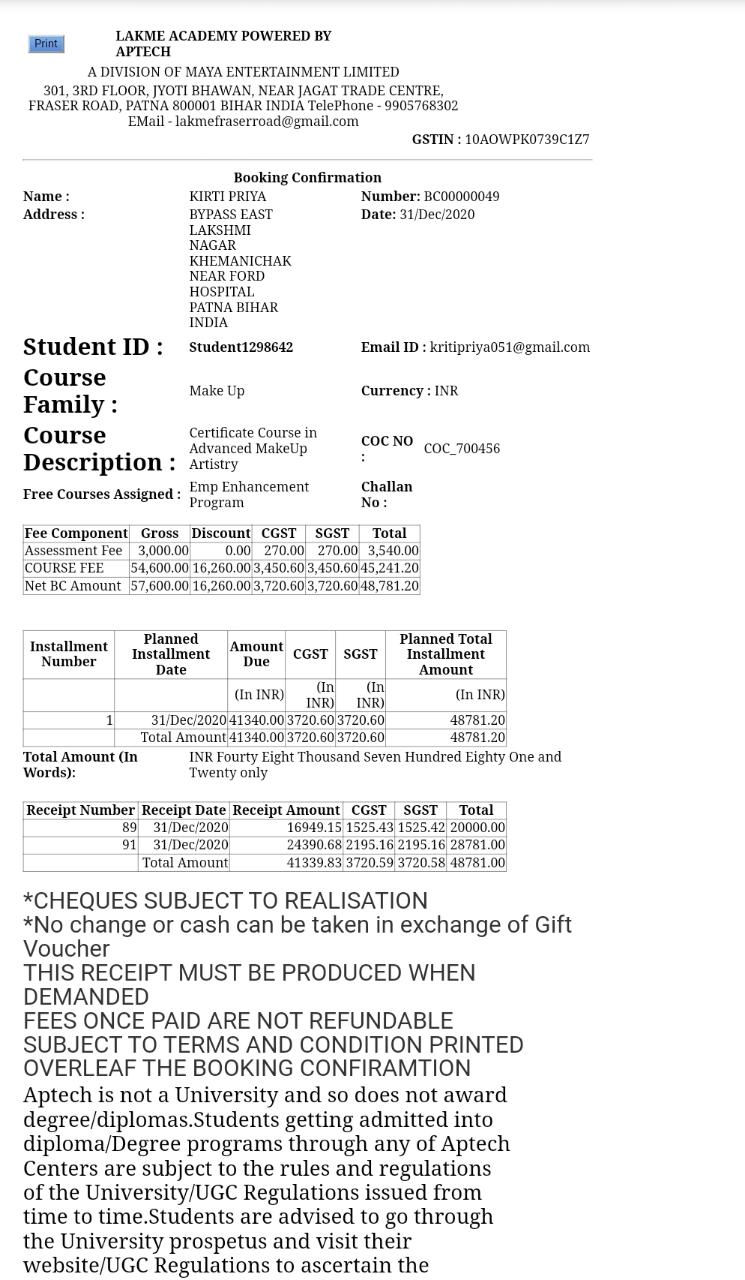 Print
LAKME ACADEMY POWERED BY
APTECH
A DIVISION OF MAYA ENTERTAINMENT LIMITED
301, 3RD FLOOR, JYOTI BHAWAN, NEAR JAGAT TRADE CENTRE,
FRASER ROAD, PATNA 800001 BIHAR INDIA TelePhone - 9905768302
EMail - lakmefraserroad@gmail.com
GSTIN : 10AOWPK0739C1Z7
Booking Confirmation
Name : KIRTI PRIYA Number: BC00000049
Address : BYPASS EAST Date: 31/Dec/2020
LAKSHMI
NAGAR
KHEMANICHAK
NEAR FORD
HOSPITAL
PATNA BIHAR
INDIA
Student ID : Student1298642 Email ID : kritipriya051@gmail.com
Course
Family : Make Up Currency : INR
Course
Description : Certificate Course in
Advanced MakeUp
Artistry
COC NO
: COC_700456
Free Courses Assigned : Emp Enhancement
Program
Challan
No :
Fee Component Gross Discount CGST SGST Total
Assessment Fee 3,000.00 0.00 270.00 270.00 3,540.00
COURSE FEE 54,600.00 16,260.00 3,450.60 3,450.60 45,241.20
Net BC Amount 57,600.00 16,260.00 3,720.60 3,720.60 48,781.20
Installment
Number
Planned
Installment
Date
Amount
Due
CGST
SGST
Planned Total
Installment
Amount
(In INR)
(In
INR)
(In
INR)
(In INR)
1 31/Dec/2020 41340.00 3720.60 3720.60 48781.20
Total Amount 41340.00 3720.60 3720.60 48781.20
Total Amount (In
Words):
INR Fourty Eight Thousand Seven Hundred Eighty One and
Twenty only
Receipt Number Receipt Date Receipt Amount CGST SGST Total
89 31/Dec/2020 16949.15 1525.43 1525.42 20000.00
91 31/Dec/2020 24390.68 2195.16 2195.16 28781.00
Total Amount 41339.83 3720.59 3720.58 48781.00
*CHEQUES SUBJECT TO REALISATION
*No change or cash can be taken in exchange of Gift
Voucher
THIS RECEIPT MUST BE PRODUCED WHEN
DEMANDED
FEES ONCE PAID ARE NOT REFUNDABLE
SUBJECT TO TERMS AND CONDITION PRINTED
OVERLEAF THE BOOKING CONFIRAMTION
Aptech is not a University and so does not award
degree/diplomas.Students getting admitted into
diploma/Degree programs through any of Aptech
Centers are subject to the rules and regulations
of the University/UGC Regulations issued from
time to time.Students are advised to go through
the University prospetus and visit their
website/UGC Regulations to ascertain the